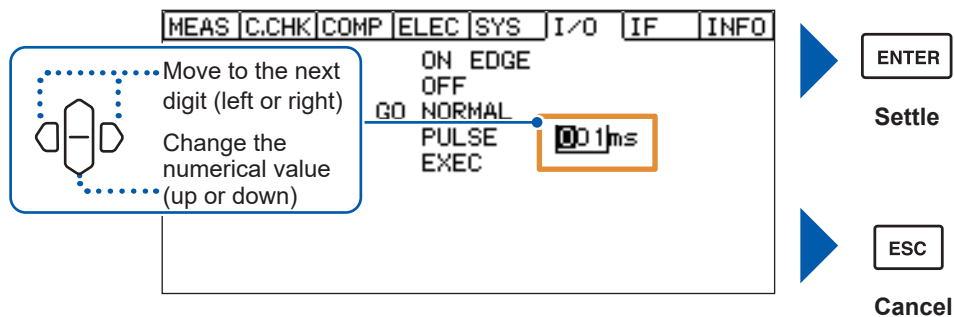 MEAS C.CHK COMP ELEC SYS I/O IF INFO
Move to the next
digit (left or right)
Change the
numerical value
(up or down)
ON EDGE
OFF
GO NORMAL
PULSE 001ms
EXEC
ENTER
Settle
ESC
Cancel